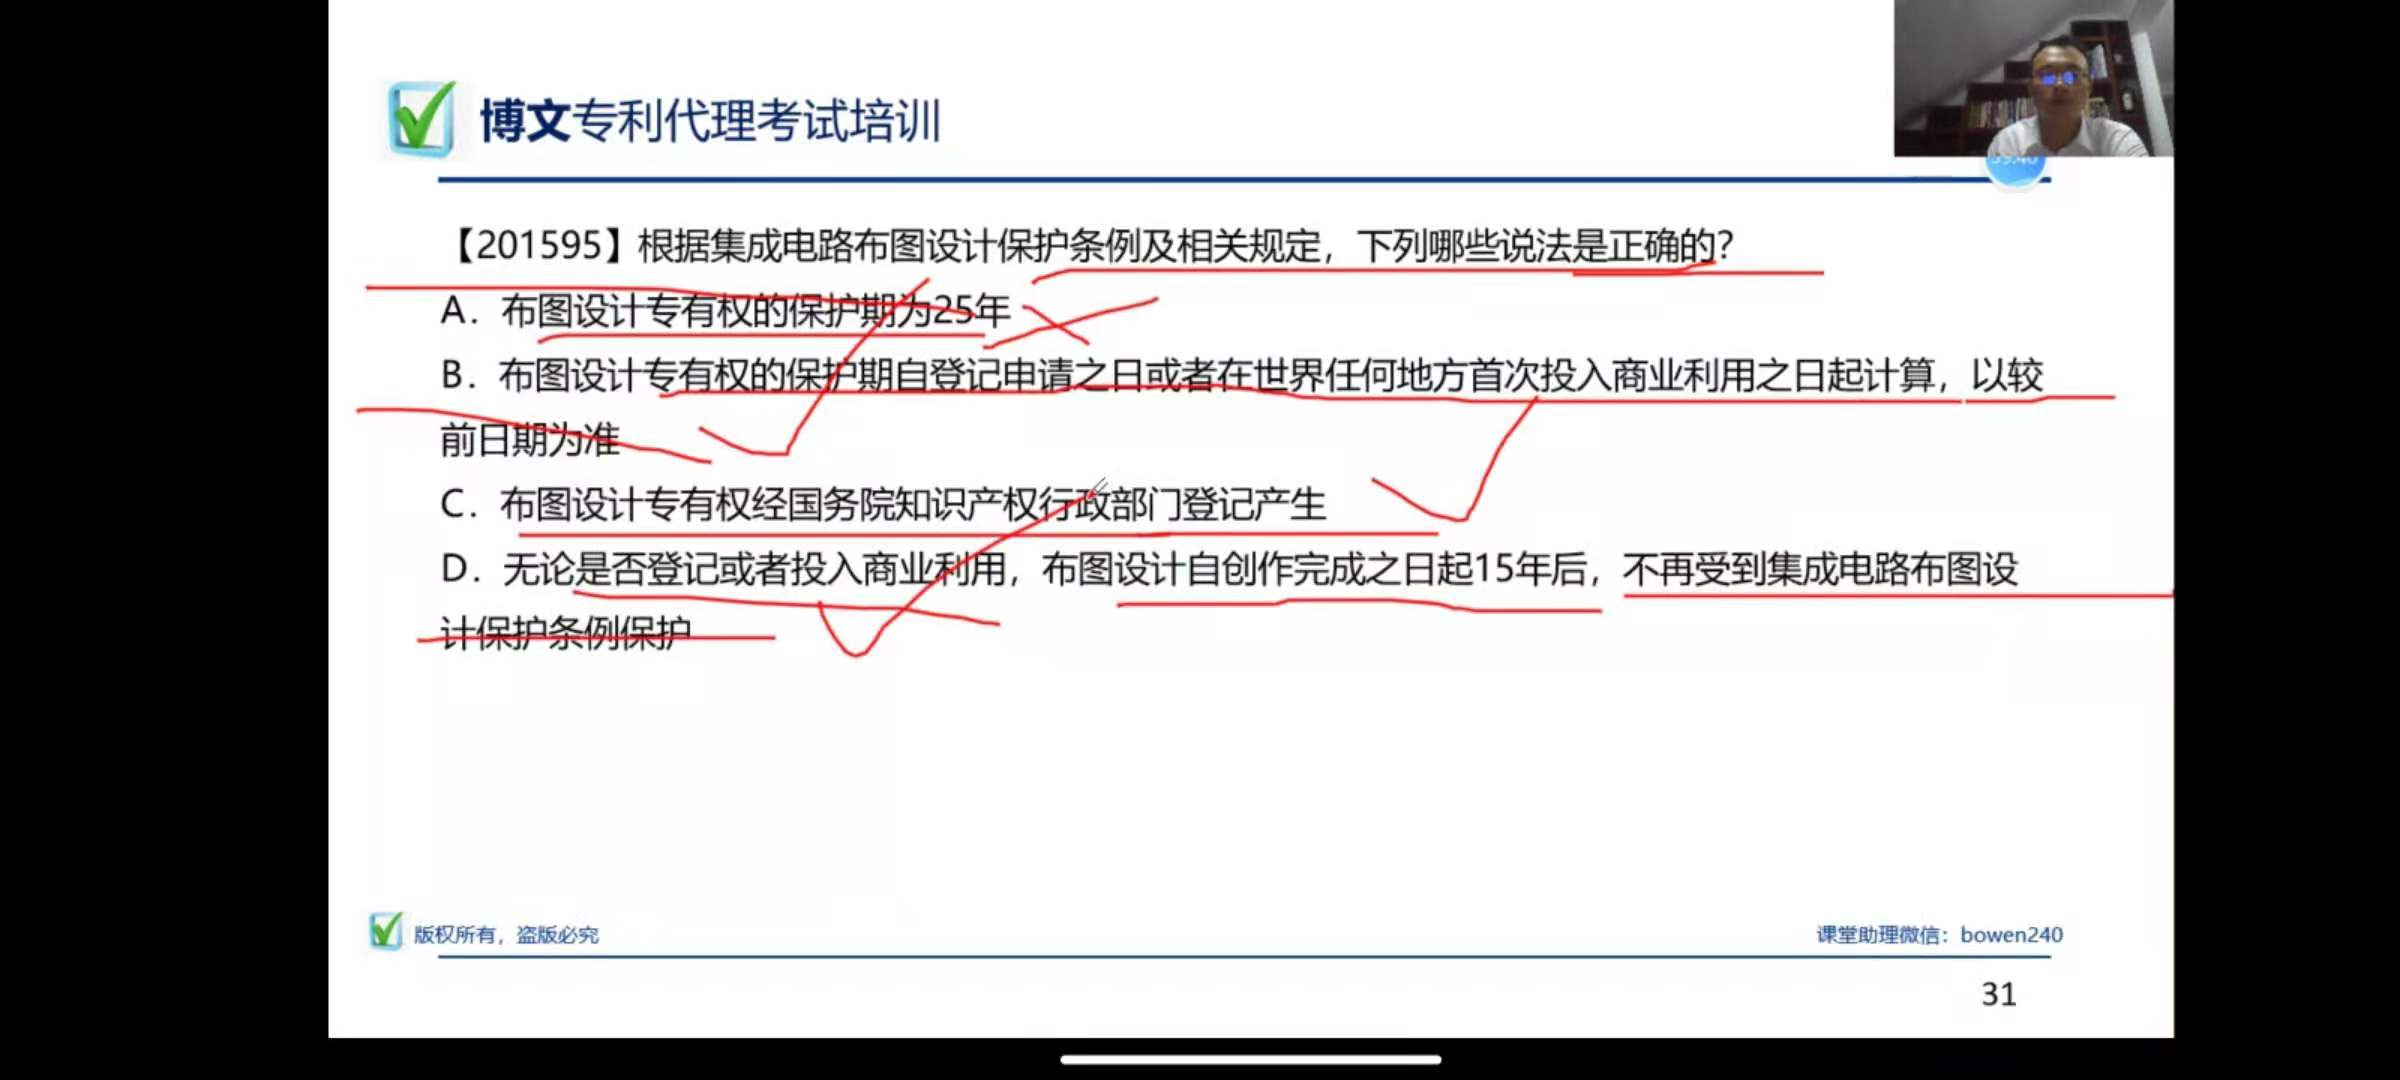 博文专利代理考试培训
【201595】根据集成电路布图设计保护条例及相关规定，下列哪些说法是正确的？
A. 布图设计专有权的保护期为25年
B. 布图设计专有权的保护期自登记申请之日或者在世界任何地方首次投入商业利用之日起计算，以较
前日期为准
C. 布图设计专有权经国务院知识产权行政部门登记产生
D. 无论是否登记或者投入商业利用，布图设计自创作完成之日起15年后，不再受到集成电路布图设
计保护条例保护
版权所有，盗版必究
课堂助理微信：bowen240
31